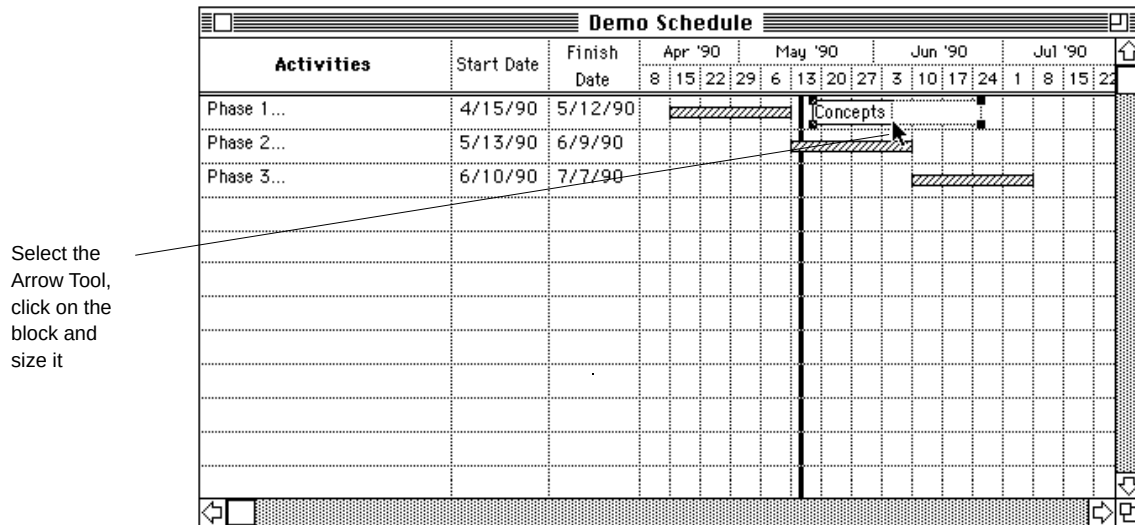 Demo Schedule
Activities Start Date Finish Date Apr '90 May '90 Jun '90 Jul '90
8 15 22 29 6 13 20 27 3 10 17 24 1 8 15 22
Phase 1... 4/15/90 5/12/90 Concepts
Phase 2... 5/13/90 6/9/90
Phase 3... 6/10/90 7/7/90
Select the
Arrow Tool,
click on the
block and
size it